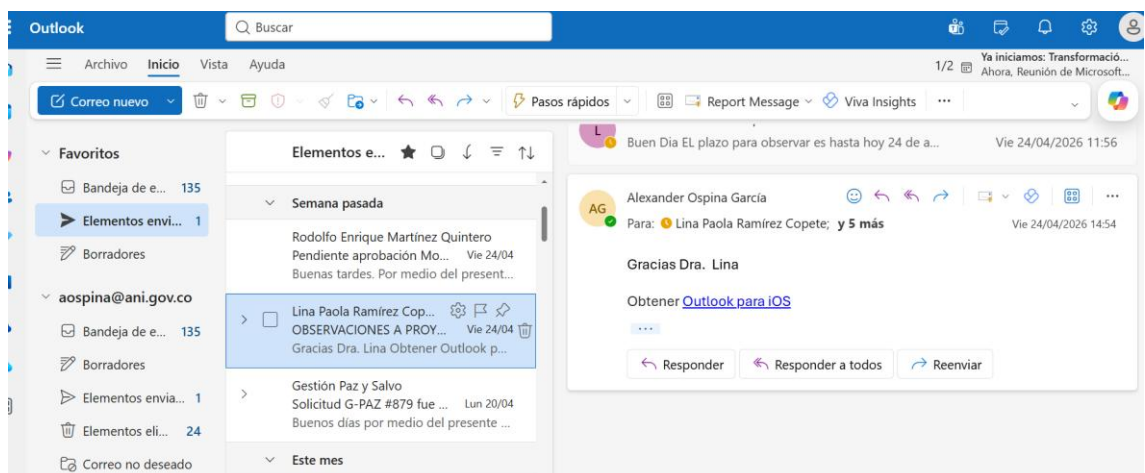 Outlook
Buscar
Archivo Inicio Vista Ayuda
1/2 Ya iniciamos: Transformació...
Ahora, Reunión de Microsoft...
Correo nuevo
Pasos rápidos
Report Message
Viva Insights
Favoritos
Bandeja de e... 135
Elementos envi... 1
Borradores
aospina@ani.gov.co
Bandeja de e... 135
Borradores
Elementos envia... 1
Elementos eli... 24
Correo no deseado
Elementos e...
Semana pasada
Rodolfo Enrique Martínez Quintero
Pendiente aprobación Mo... Vie 24/04
Buenas tardes. Por medio del present...
Lina Paola Ramírez Cop...
OBSERVACIONES A PROY... Vie 24/04
Gracias Dra. Lina Obtener Outlook p...
Gestión Paz y Salvo
Solicitud G-PAZ #879 fue ... Lun 20/04
Buenos días por medio del presente ...
Este mes
L
Buen Dia EL plazo para observar es hasta hoy 24 de a... Vie 24/04/2026 11:56
AG
Alexander Ospina García
Para: Lina Paola Ramírez Copete; y 5 más Vie 24/04/2026 14:54
Gracias Dra. Lina
Obtener Outlook para iOS
Responder Responder a todos Reenviar